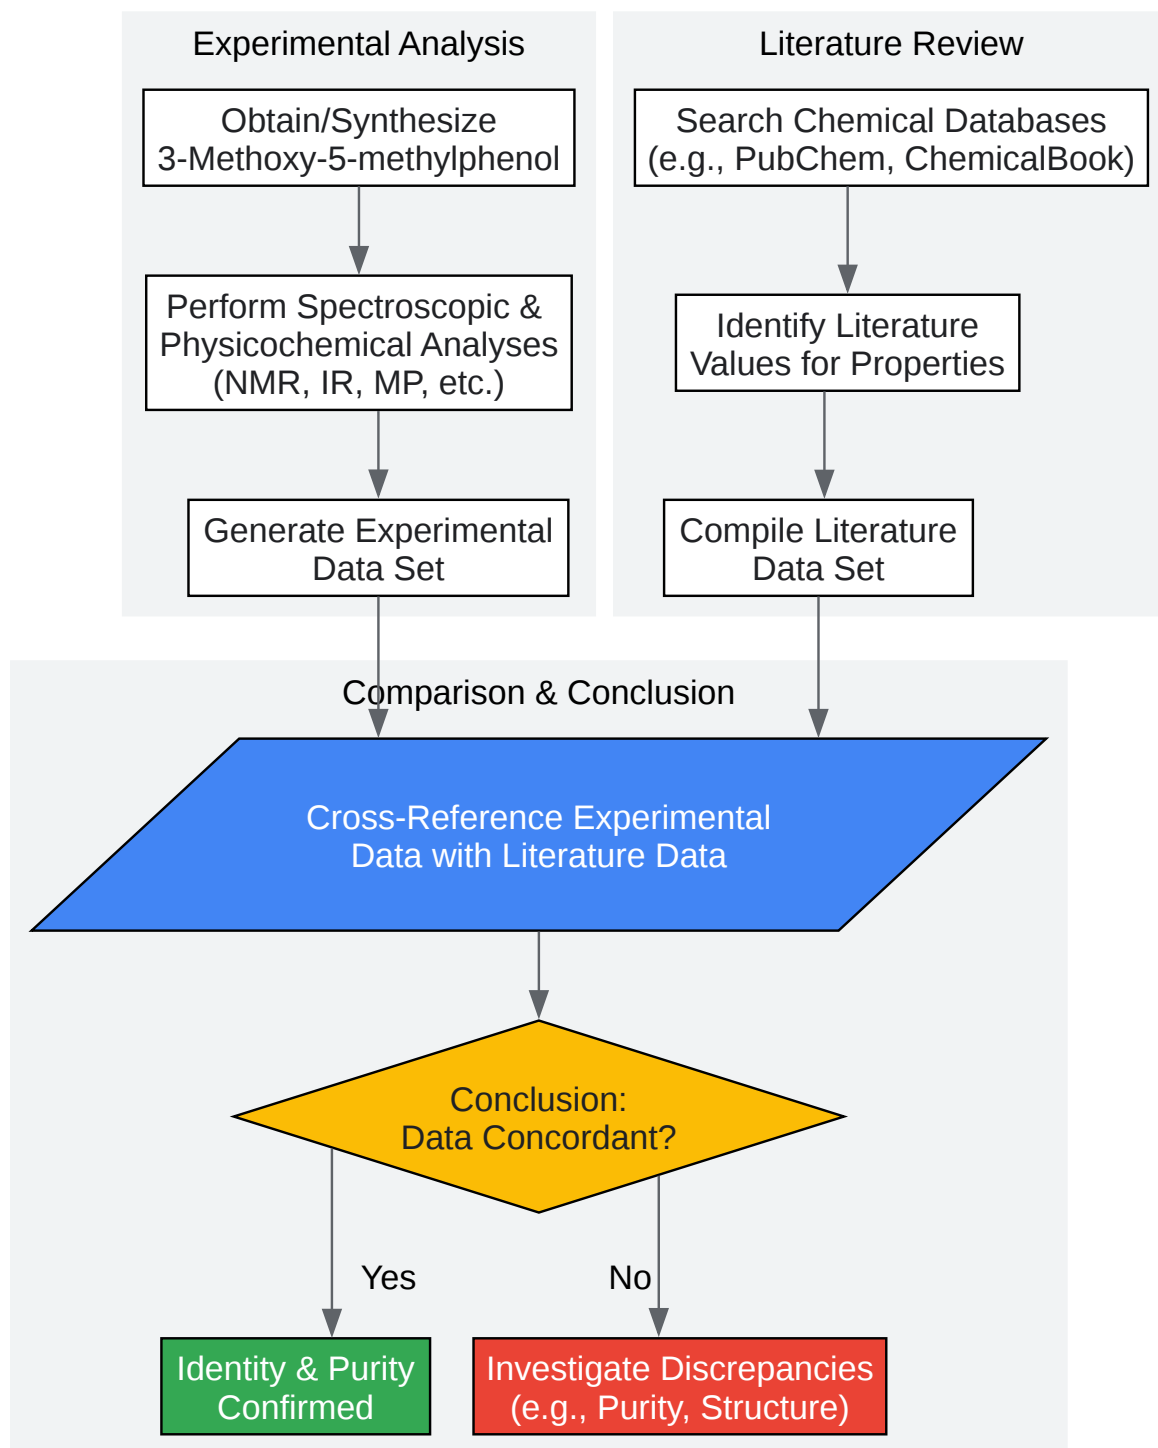 Experimental Analysis
Obtain/Synthesize
3-Methoxy-5-methylphenol
Perform Spectroscopic &
Physicochemical Analyses
(NMR, IR, MP, etc.)
Generate Experimental
Data Set
Literature Review
Search Chemical Databases
(e.g., PubChem, ChemicalBook)
Identify Literature
Values for Properties
Compile Literature
Data Set
Comparison & Conclusion
Cross-Reference Experimental
Data with Literature Data
Conclusion:
Data Concordant?
Yes
No
Identity & Purity
Confirmed
Investigate Discrepancies
(e.g., Purity, Structure)